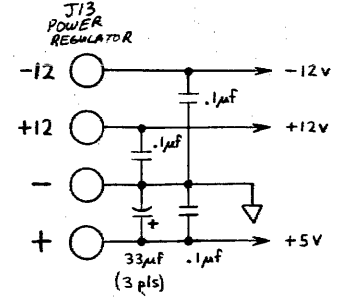 J13
POWER
REGULATOR
-12
-12v
.1µf
+12
+12v
.1µf
-
+
+
+5V
33µf
.1µf
(3 pls)